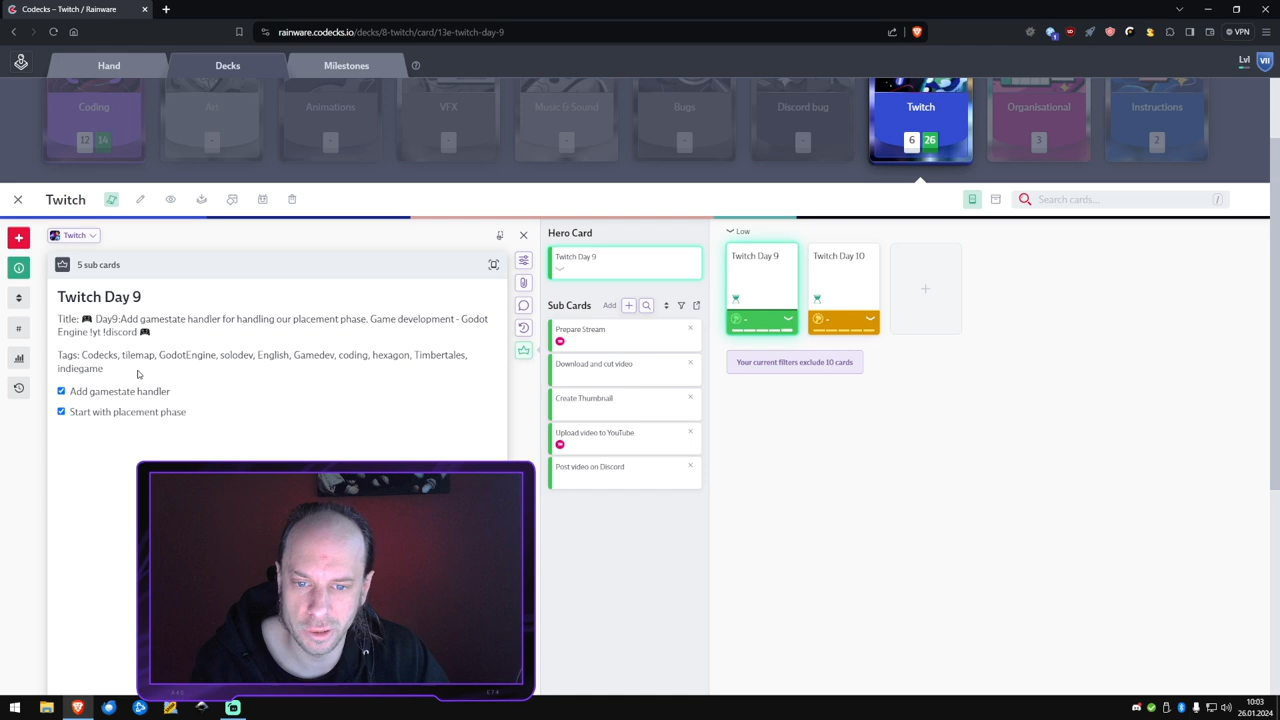 Codecks – Twitch / Rainware
rainware.codecks.io/decks/8-twitch/card/13e-twitch-day-9
VPN
Hand
Decks
Milestones
Lvl
VII
Coding
Art
Animations
VFX
Music & Sound
Bugs
Discord bug
Twitch
Organisational
Instructions
12 14
-
-
-
-
-
-
6 26
3
2
Twitch
Search cards...
/
Twitch
5 sub cards
Twitch Day 9
Title: 🎮 Day9:Add gamestate handler for handling our placement phase. Game development - Godot
Engine !yt !discord 🎮
Tags: Codecks, tilemap, GodotEngine, solodev, English, Gamedev, coding, hexagon, Timbertales,
indiegame
Add gamestate handler
Start with placement phase
Hero Card
Twitch Day 9
Sub Cards Add
Prepare Stream
Download and cut video
Create Thumbnail
Upload video to YouTube
Post video on Discord
Low
Twitch Day 9
-
Twitch Day 10
-
Your current filters exclude 10 cards
10:03
26.01.2024